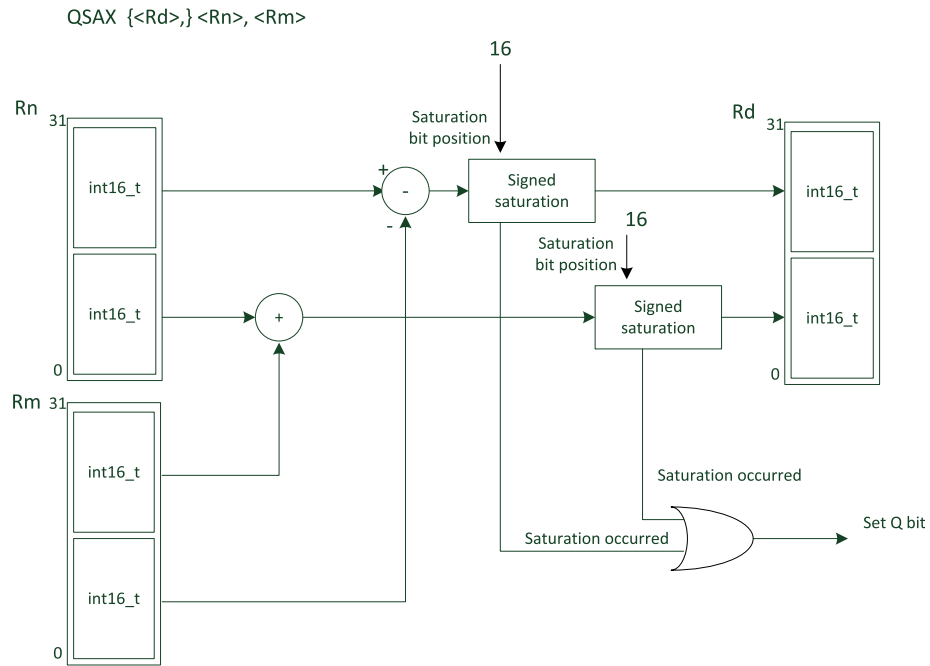 QSAX {<Rd>,} <Rn>, <Rm>
16
Saturation
bit position
Rn
31
int16_t
int16_t
0
+
-
-
Signed
saturation
Rd
31
int16_t
int16_t
0
16
Saturation
bit position
+
Signed
saturation
Rm
31
int16_t
int16_t
0
Saturation occurred
Saturation occurred
Set Q bit